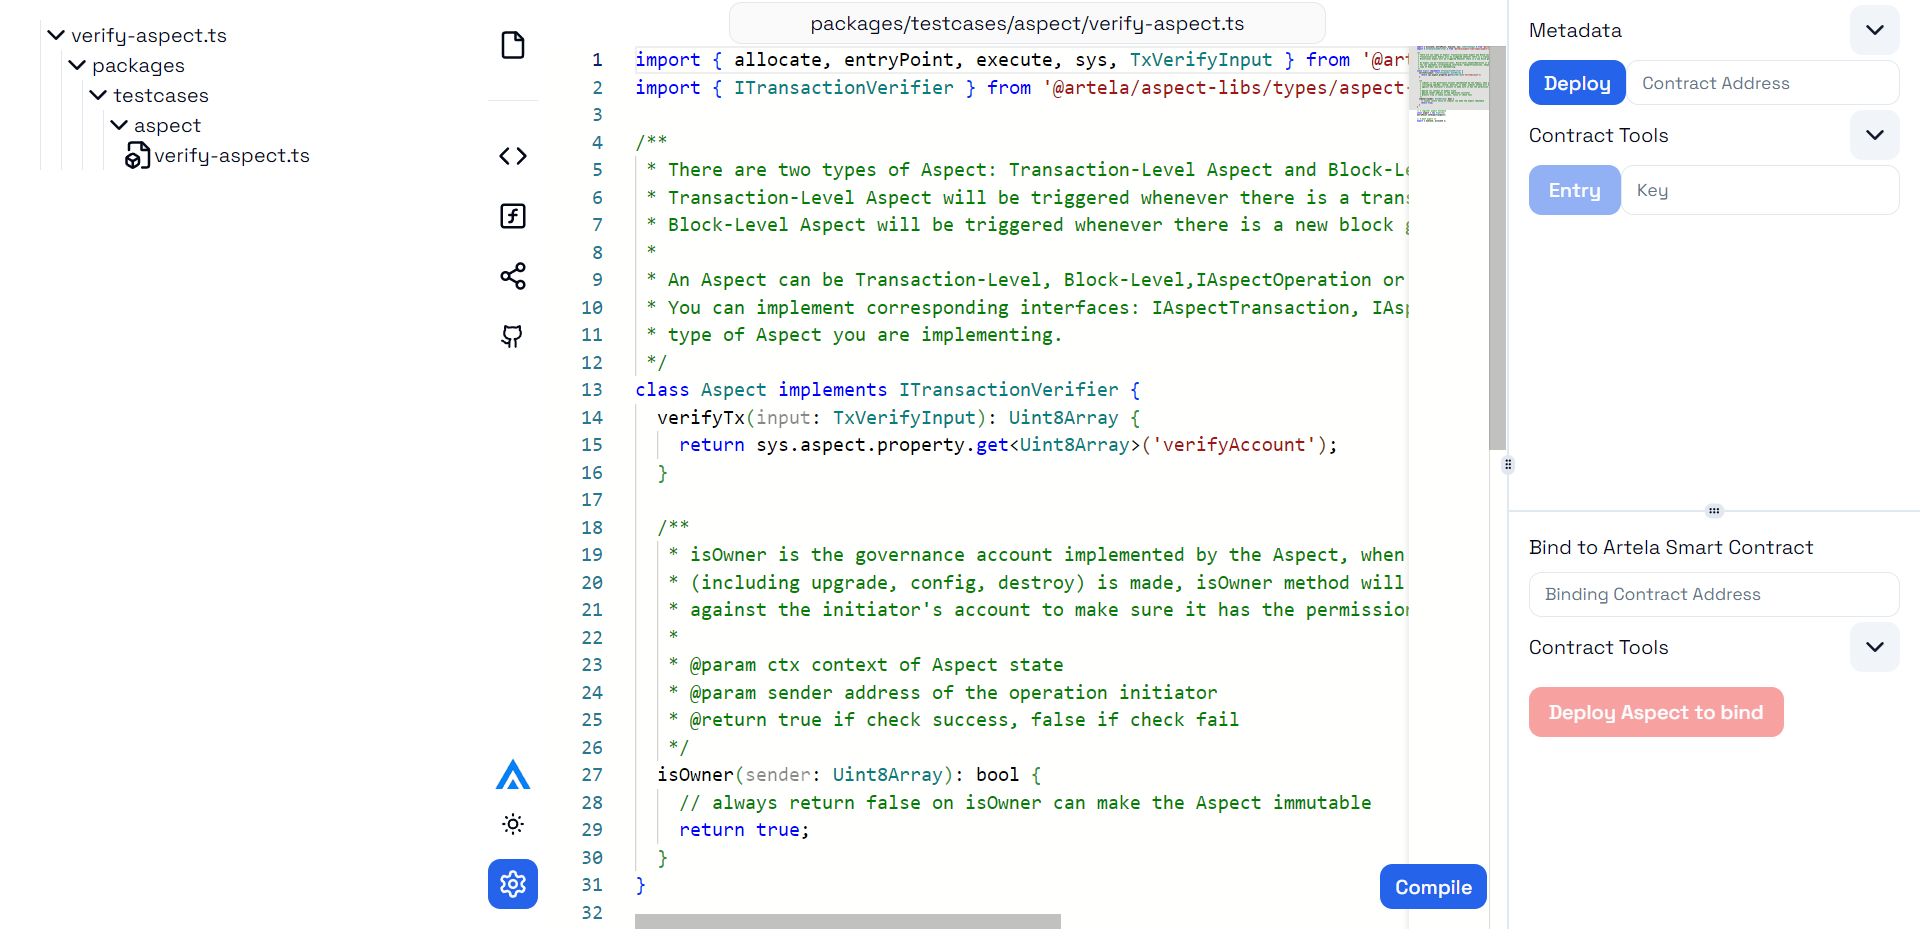 verify-aspect.ts
packages
testcases
aspect
verify-aspect.ts
packages/testcases/aspect/verify-aspect.ts
1 import { allocate, entryPoint, execute, sys, TxVerifyInput } from '@art
2 import { ITransactionVerifier } from '@artela/aspect-libs/types/aspect-
3
4 /**
5 * There are two types of Aspect: Transaction-Level Aspect and Block-Le
6 * Transaction-Level Aspect will be triggered whenever there is a trans
7 * Block-Level Aspect will be triggered whenever there is a new block g
8 *
9 * An Aspect can be Transaction-Level, Block-Level,IAspectOperation or
10 * You can implement corresponding interfaces: IAspectTransaction, IAsp
11 * type of Aspect you are implementing.
12 */
13 class Aspect implements ITransactionVerifier {
14 verifyTx(input: TxVerifyInput): Uint8Array {
15 return sys.aspect.property.get<Uint8Array>('verifyAccount');
16 }
17
18 /**
19 * isOwner is the governance account implemented by the Aspect, when
20 * (including upgrade, config, destroy) is made, isOwner method will
21 * against the initiator's account to make sure it has the permission
22 *
23 * @param ctx context of Aspect state
24 * @param sender address of the operation initiator
25 * @return true if check success, false if check fail
26 */
27 isOwner(sender: Uint8Array): bool {
28 // always return false on isOwner can make the Aspect immutable
29 return true;
30 }
31 }
32
Compile
Metadata
Deploy Contract Address
Contract Tools
Entry Key
Bind to Artela Smart Contract
Binding Contract Address
Contract Tools
Deploy Aspect to bind